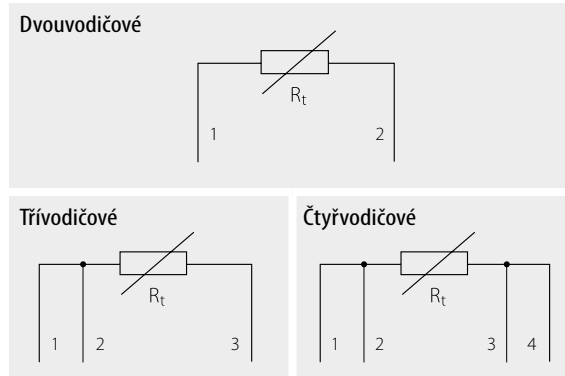 Dvouvodičové
Rt
1 2
Třívodičové
Rt
1 2 3
Čtyřvodičové
Rt
1 2 3 4